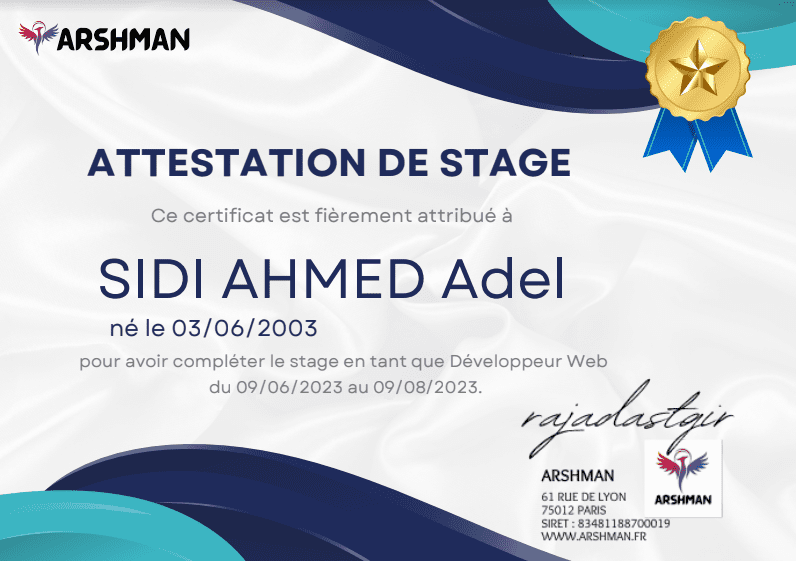 ARSHMAN
ATTESTATION DE STAGE
Ce certificat est fièrement attribué à
SIDI AHMED Adel
né le 03/06/2003
pour avoir compléter le stage en tant que Développeur Web
du 09/06/2023 au 09/08/2023.
rajadastgir
ARSHMAN
61 RUE DE LYON
75012 PARIS
SIRET : 83481188700019
WWW.ARSHMAN.FR
ARSHMAN